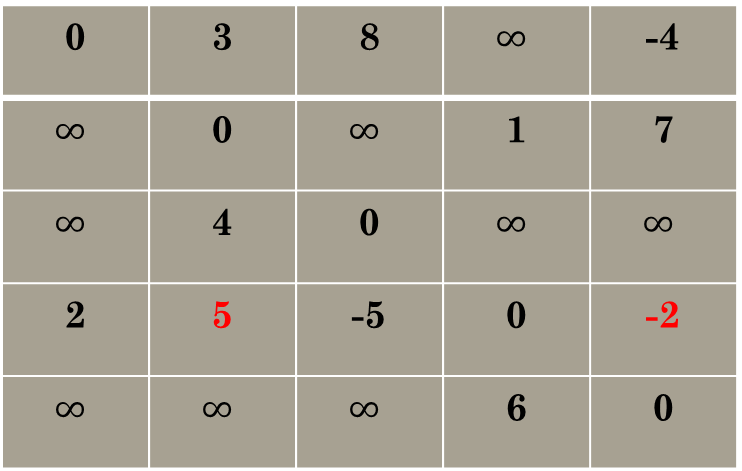 0 3 8 ∞ -4
∞ 0 ∞ 1 7
∞ 4 0 ∞ ∞
2 5 -5 0 -2
∞ ∞ ∞ 6 0